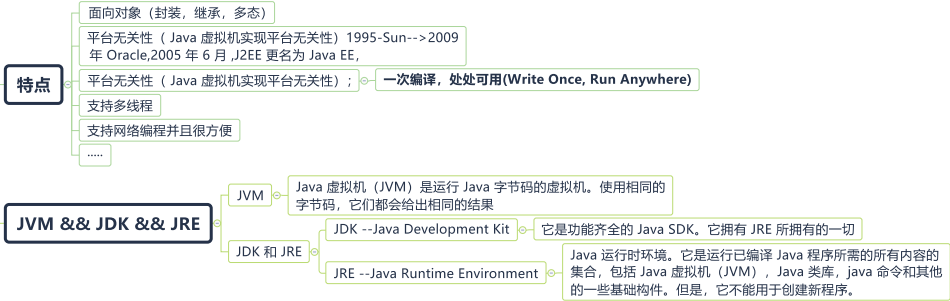 特点
面向对象（封装，继承，多态）
平台无关性（ Java 虚拟机实现平台无关性）1995-Sun-->2009
年 Oracle,2005 年 6 月 ,J2EE 更名为 Java EE，
平台无关性（ Java 虚拟机实现平台无关性）；
一次编译，处处可用(Write Once, Run Anywhere)
支持多线程
支持网络编程并且很方便
.....
JVM && JDK && JRE
JVM
Java 虚拟机（JVM）是运行 Java 字节码的虚拟机。使用相同的
字节码，它们都会给出相同的结果
JDK 和 JRE
JDK --Java Development Kit
它是功能齐全的 Java SDK。它拥有 JRE 所拥有的一切
JRE --Java Runtime Environment
Java 运行时环境。它是运行已编译 Java 程序所需的所有内容的
集合，包括 Java 虚拟机（JVM），Java 类库，java 命令和其他
的一些基础构件。但是，它不能用于创建新程序。